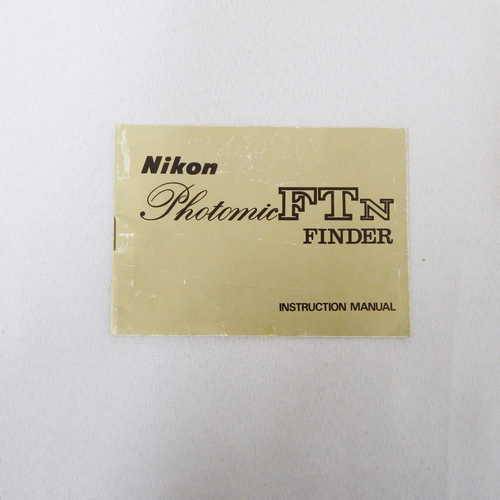 Nikon
Photomic FTN
FINDER
INSTRUCTION MANUAL